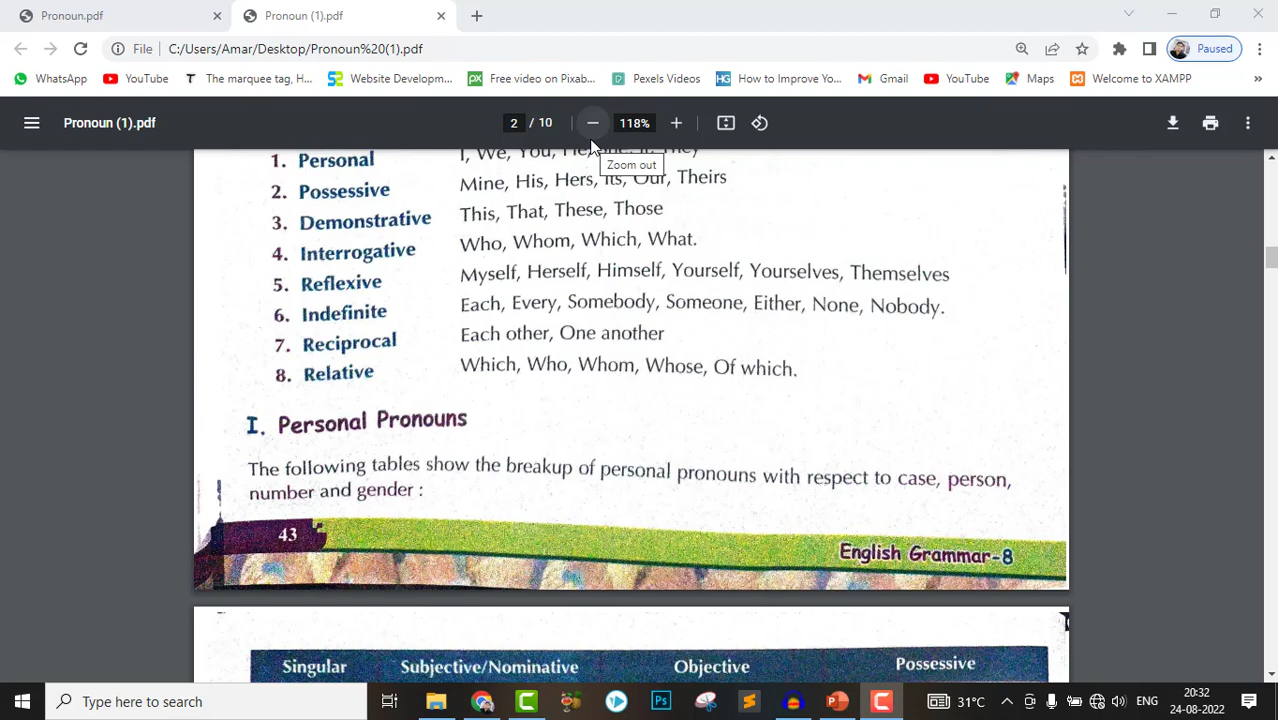 Pronoun.pdf
Pronoun (1).pdf
File C:/Users/Amar/Desktop/Pronoun%20(1).pdf
Paused
WhatsApp YouTube The marquee tag, H... Website Developm... Free video on Pixab... Pexels Videos How to Improve Yo... Gmail YouTube Maps Welcome to XAMPP »
Pronoun (1).pdf 2 / 10 118%
Zoom out
1. Personal I, We, You, He, She, It, They
2. Possessive Mine, His, Hers, Its, Our, Theirs
3. Demonstrative This, That, These, Those
4. Interrogative Who, Whom, Which, What.
5. Reflexive Myself, Herself, Himself, Yourself, Yourselves, Themselves
6. Indefinite Each, Every, Somebody, Someone, Either, None, Nobody.
7. Reciprocal Each other, One another
8. Relative Which, Who, Whom, Whose, Of which.
I. Personal Pronouns
The following tables show the breakup of personal pronouns with respect to case, person,
number and gender :
43
English Grammar-8
Singular Subjective/Nominative Objective Possessive
Type here to search
31°C ENG 20:32
24-08-2022